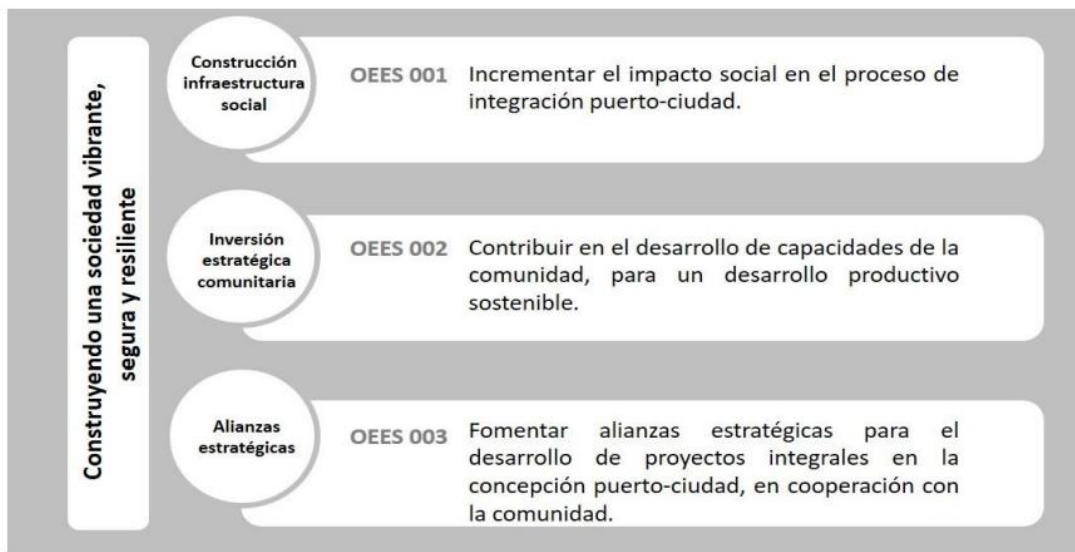 Construyendo una sociedad vibrante,
segura y resiliente
Construcción
infraestructura
social
OEES 001
Incrementar el impacto social en el proceso de
integración puerto-ciudad.
Inversión
estratégica
comunitaria
OEES 002
Contribuir en el desarrollo de capacidades de la
comunidad, para un desarrollo productivo
sostenible.
Alianzas
estratégicas
OEES 003
Fomentar alianzas estratégicas para el
desarrollo de proyectos integrales en la
concepción puerto-ciudad, en cooperación con
la comunidad.